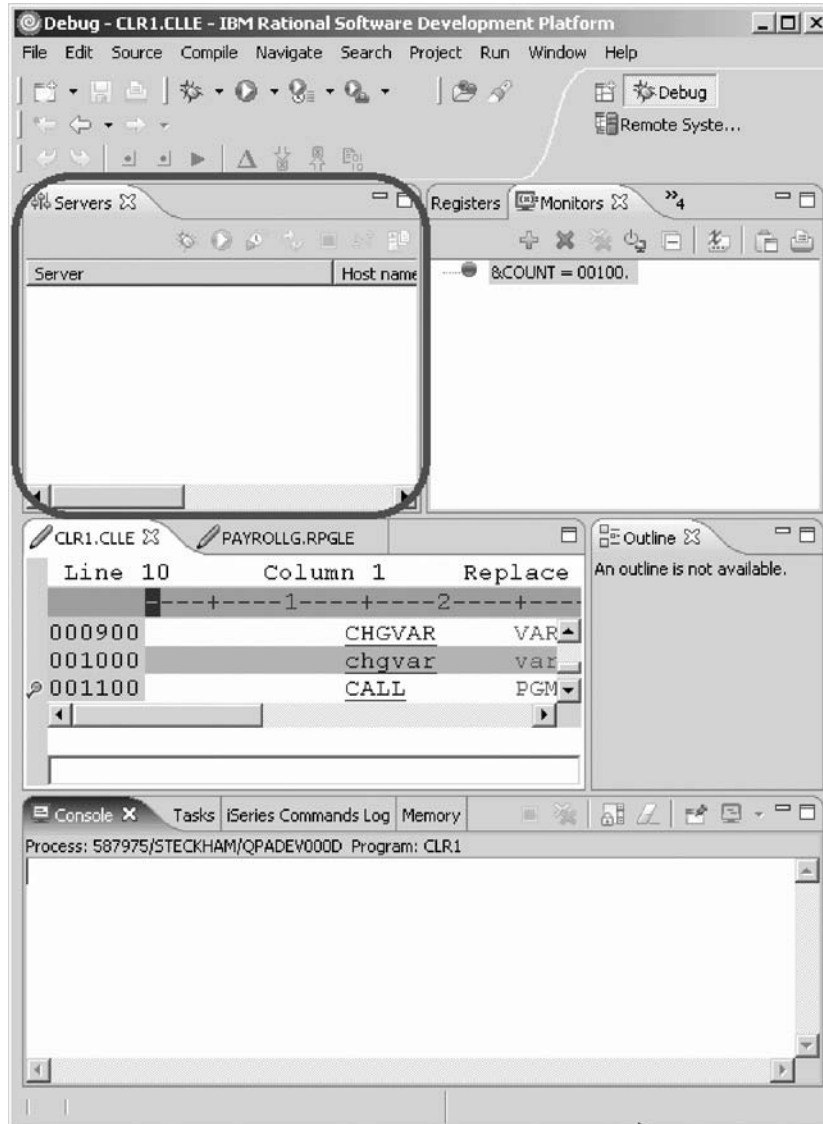 Debug - CLR1.CLLE - IBM Rational Software Development Platform
File Edit Source Compile Navigate Search Project Run Window Help
Debug
Remote Syste...
Servers
Registers Monitors »4
Server Host name
&COUNT = 00100.
CLR1.CLLE PAYROLLG.RPGLE
Outline
Line 10 Column 1 Replace
An outline is not available.
----+----1----+----2----+----
000900 CHGVAR VAR
001000 chgvar var
001100 CALL PGM
Console Tasks iSeries Commands Log Memory
Process: 587975/STECKHAM/QPADEV000D Program: CLR1